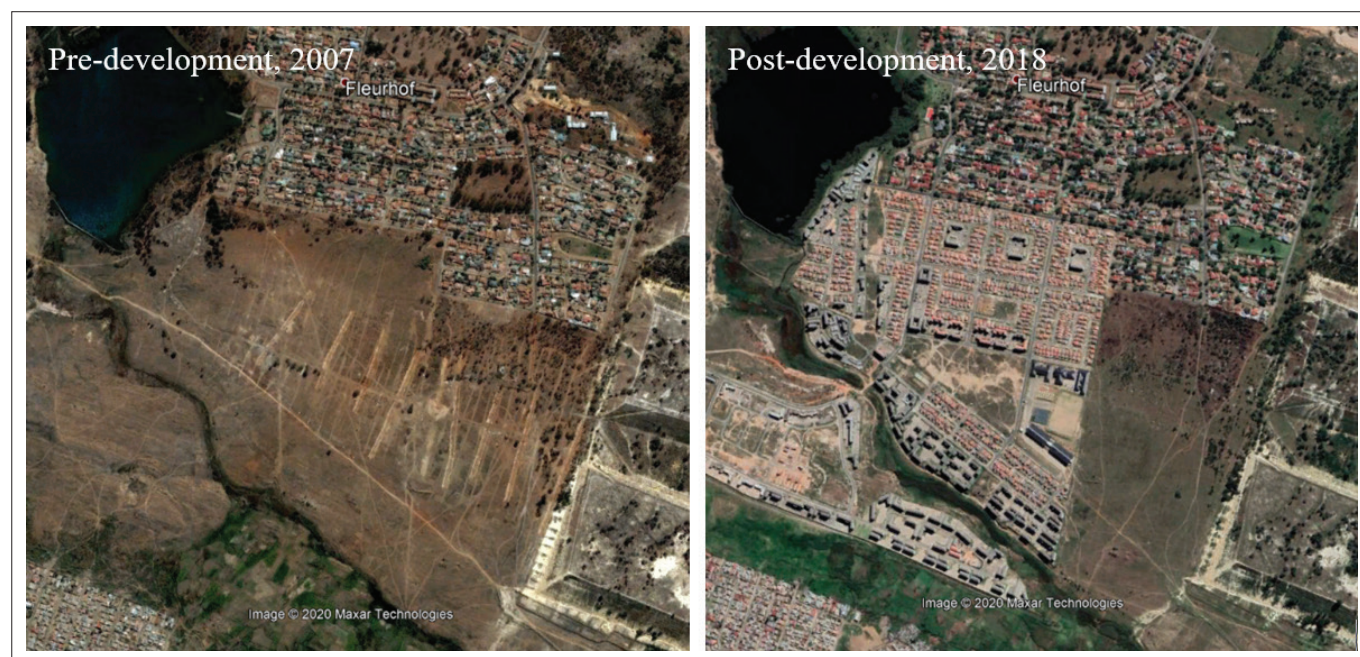 Pre-development, 2007
Fleurhof
Image © 2020 Maxar Technologies
Post-development, 2018
Fleurhof
Image © 2020 Maxar Technologies